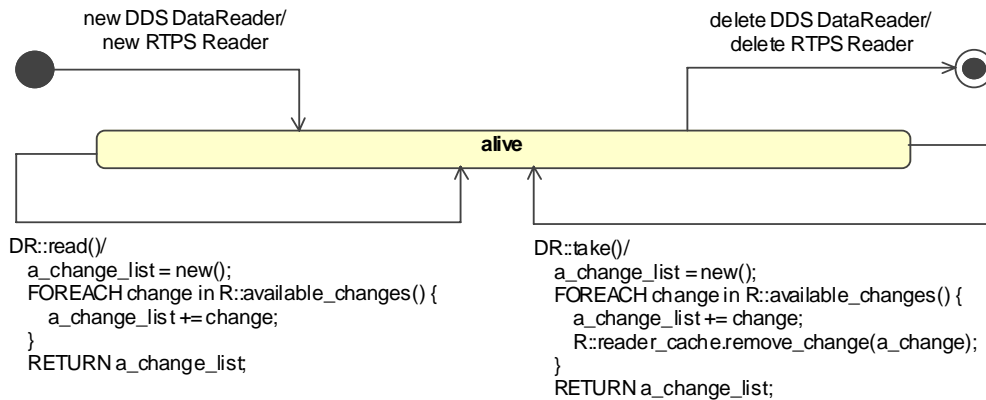 new DDS DataReader/
new RTPS Reader
delete DDS DataReader/
delete RTPS Reader
alive
DR::read()/
a_change_list = new();
FOREACH change in R::available_changes() {
a_change_list += change;
}
RETURN a_change_list;
DR::take()/
a_change_list = new();
FOREACH change in R::available_changes() {
a_change_list += change;
R::reader_cache.remove_change(a_change);
}
RETURN a_change_list;